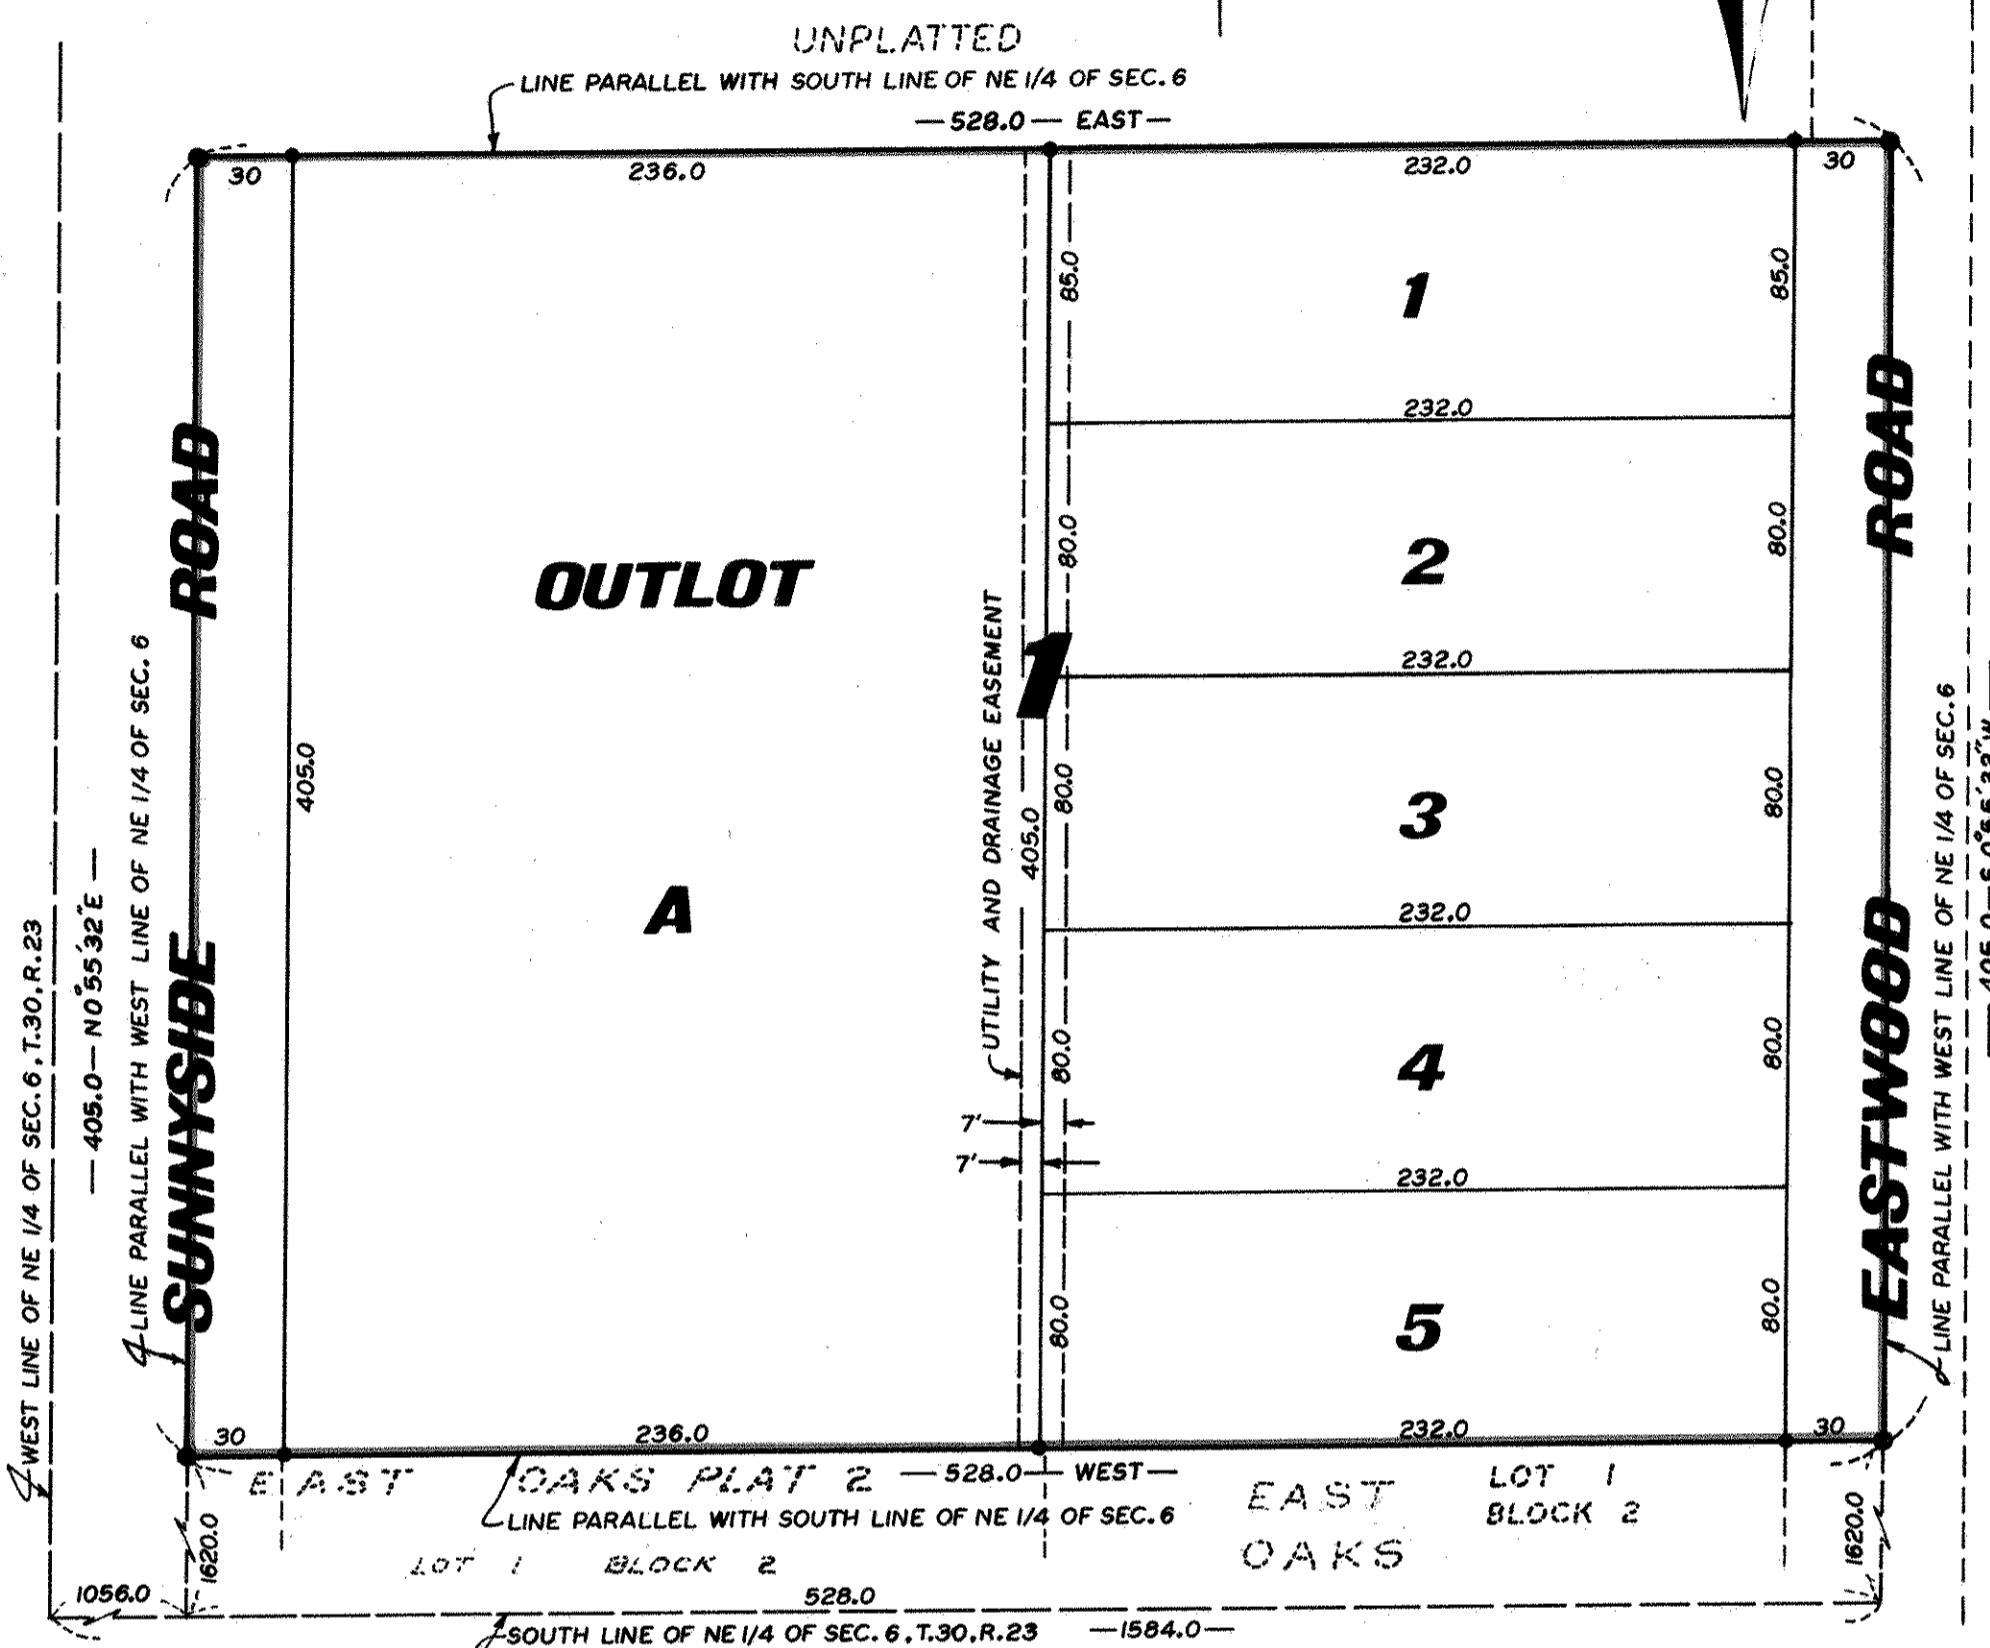 UNPLATTED
LINE PARALLEL WITH SOUTH LINE OF NE 1/4 OF SEC. 6
—528.0— EAST—
30
236.0
232.0
30
85.0
1
85.0
232.0
ROAD
ROAD
80.0
2
80.0
OUTLOT
232.0
1
405.0
UTILITY AND DRAINAGE EASEMENT
405.0
80.0
3
80.0
A
232.0
WEST LINE OF NE 1/4 OF SEC. 6, T.30, R.23
—405.0—N0°55'32"E—
LINE PARALLEL WITH WEST LINE OF NE 1/4 OF SEC. 6
SUNNYSIDE
80.0
4
80.0
7'
7'
232.0
EASTWOOD
LINE PARALLEL WITH WEST LINE OF NE 1/4 OF SEC. 6
80.0
5
80.0
30
236.0
232.0
30
EAST OAKS PLAT 2
—528.0— WEST—
EAST
OAKS
LOT 1
BLOCK 2
LINE PARALLEL WITH SOUTH LINE OF NE 1/4 OF SEC. 6
LOT 1 BLOCK 2
1620.0
1620.0
1056.0
528.0
SOUTH LINE OF NE 1/4 OF SEC. 6, T.30, R.23
—1584.0—